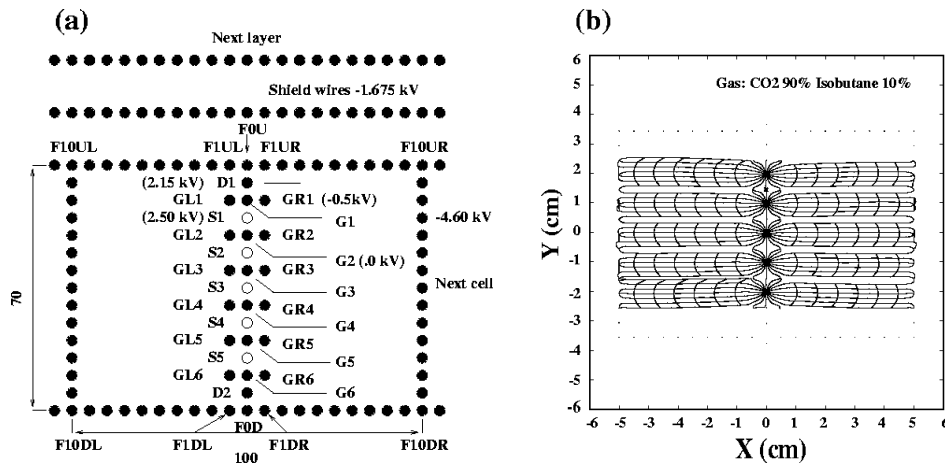 (a)
Next layer
Shield wires -1.675 kV
F0U
F10UL F1UL F1UR F10UR
(2.15 kV) D1
GL1 GR1 (-0.5kV)
(2.50 kV) S1 G1 -4.60 kV
GL2 GR2
S2 G2 (.0 kV)
GL3 GR3
S3 G3 Next cell
GL4 GR4
S4 G4
GL5 GR5
S5 G5
GL6 GR6 G6
D2
70
F0D
F10DL F1DL F1DR F10DR
100
(b)
Gas: CO2 90% Isobutane 10%
Y (cm)
6
5
4
3
2
1
0
-1
-2
-3
-4
-5
-6
-6 -5 -4 -3 -2 -1 0 1 2 3 4 5 6
X (cm)